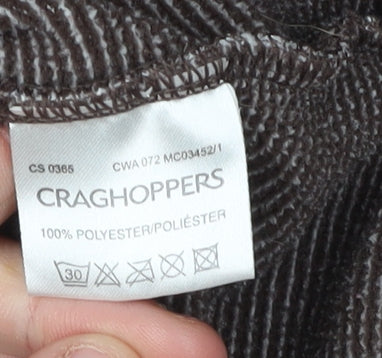 CS 0365 CWA 072 MC03452/1
CRAGHOPPERS
100% POLYESTER/POLIÉSTER
30